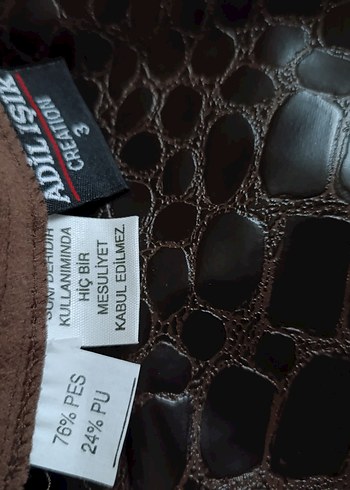 ADİL IŞIK
CREATION
3
SUNİ DERİDİR
KULLANIMINDA
HİÇ BİR
MESULİYET
KABUL EDİLMEZ
76% PES
24% PU